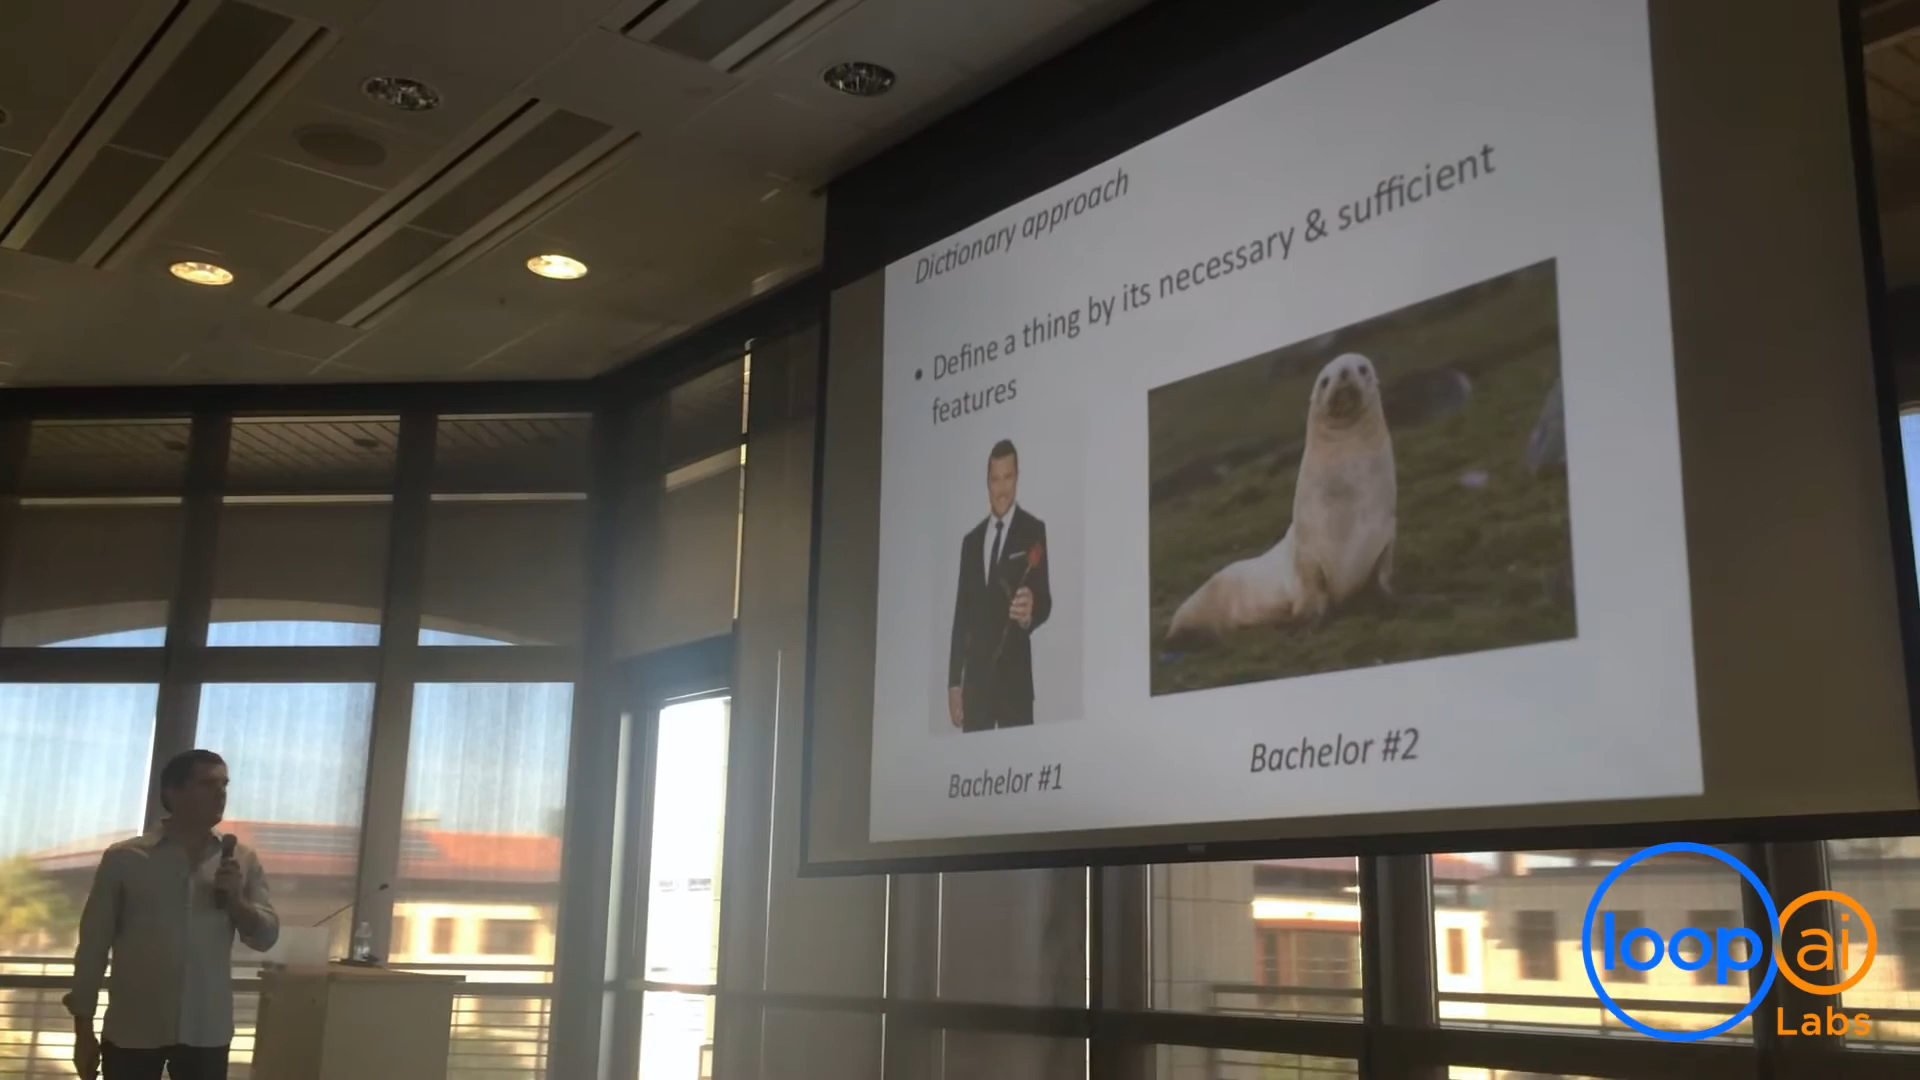 Dictionary approach
• Define a thing by its necessary & sufficient
features
Bachelor #1
Bachelor #2
loop ai
Labs